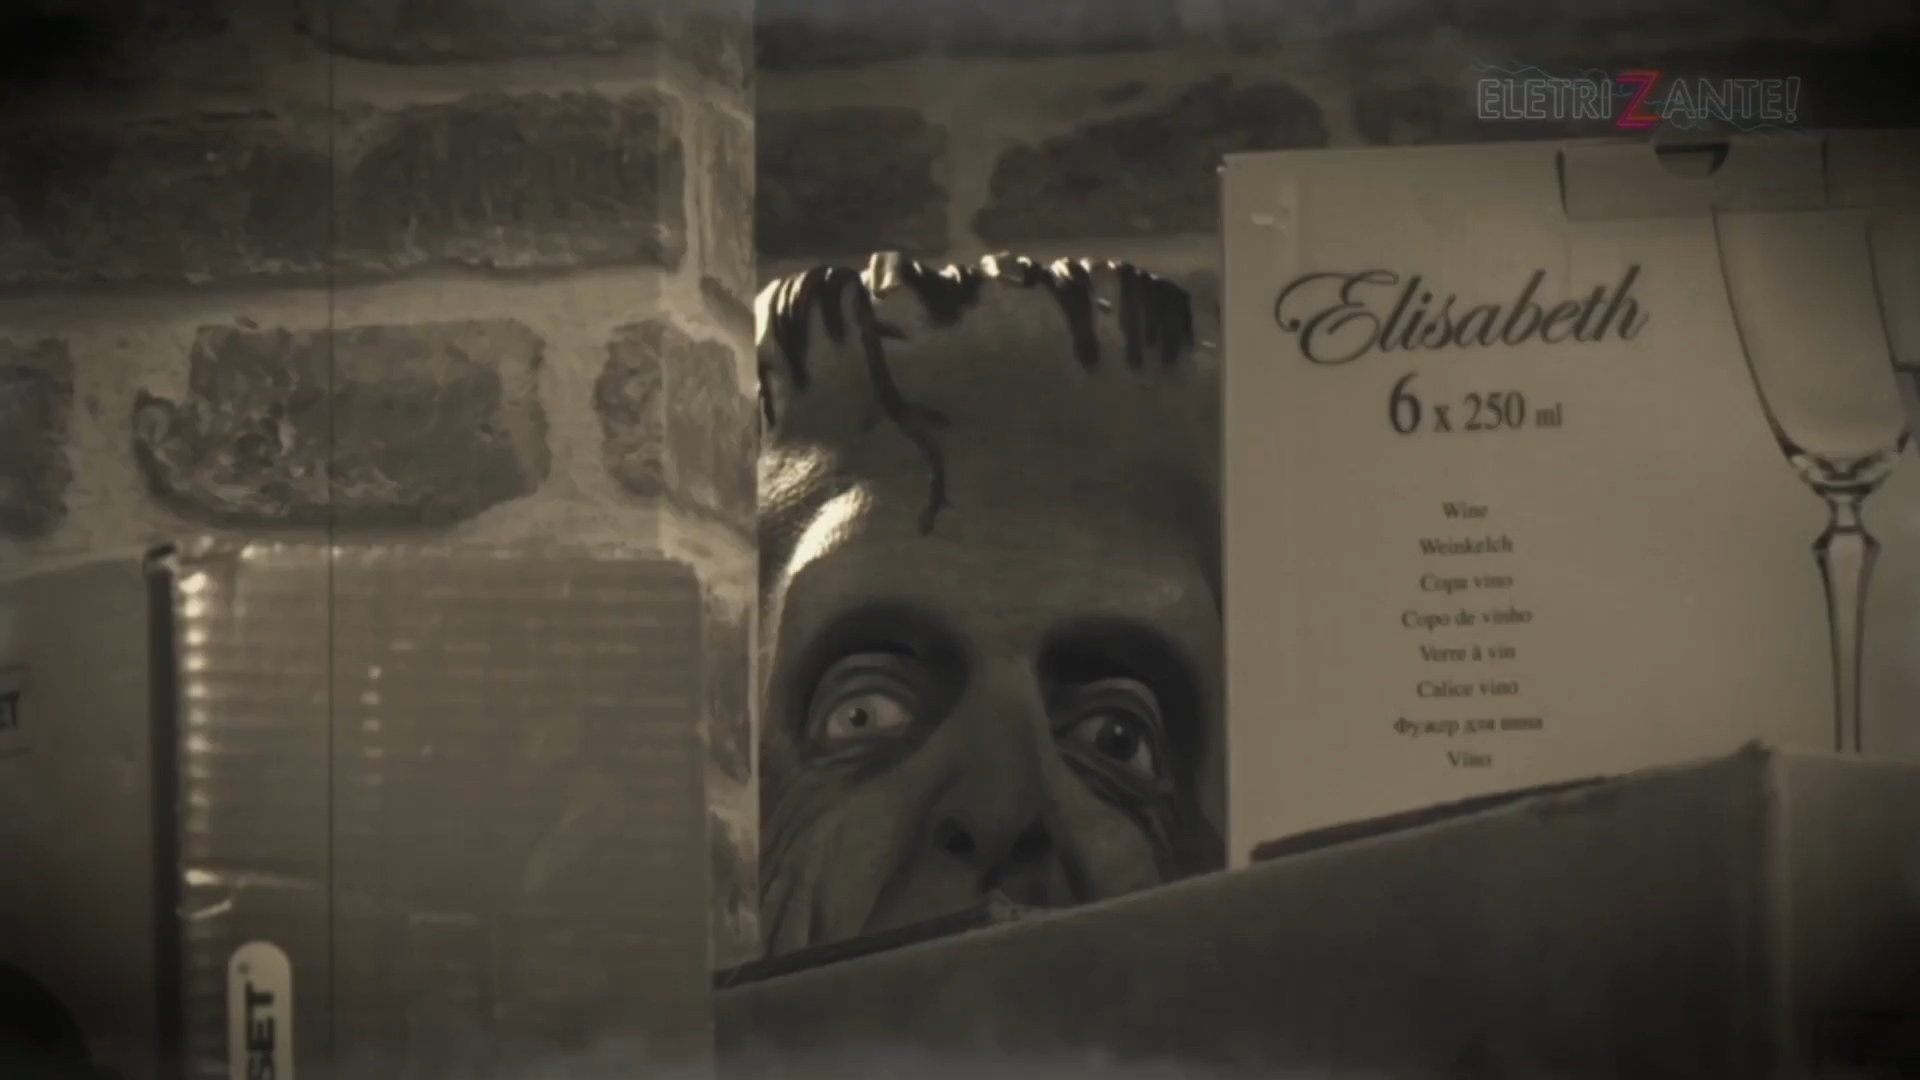 ELETRIZANTE!
Elisabeth
6 x 250 ml
Wine
Weinkelch
Copa vino
Copo de vinho
Verre à vin
Calice vino
Фужер для вина
Vino
SET